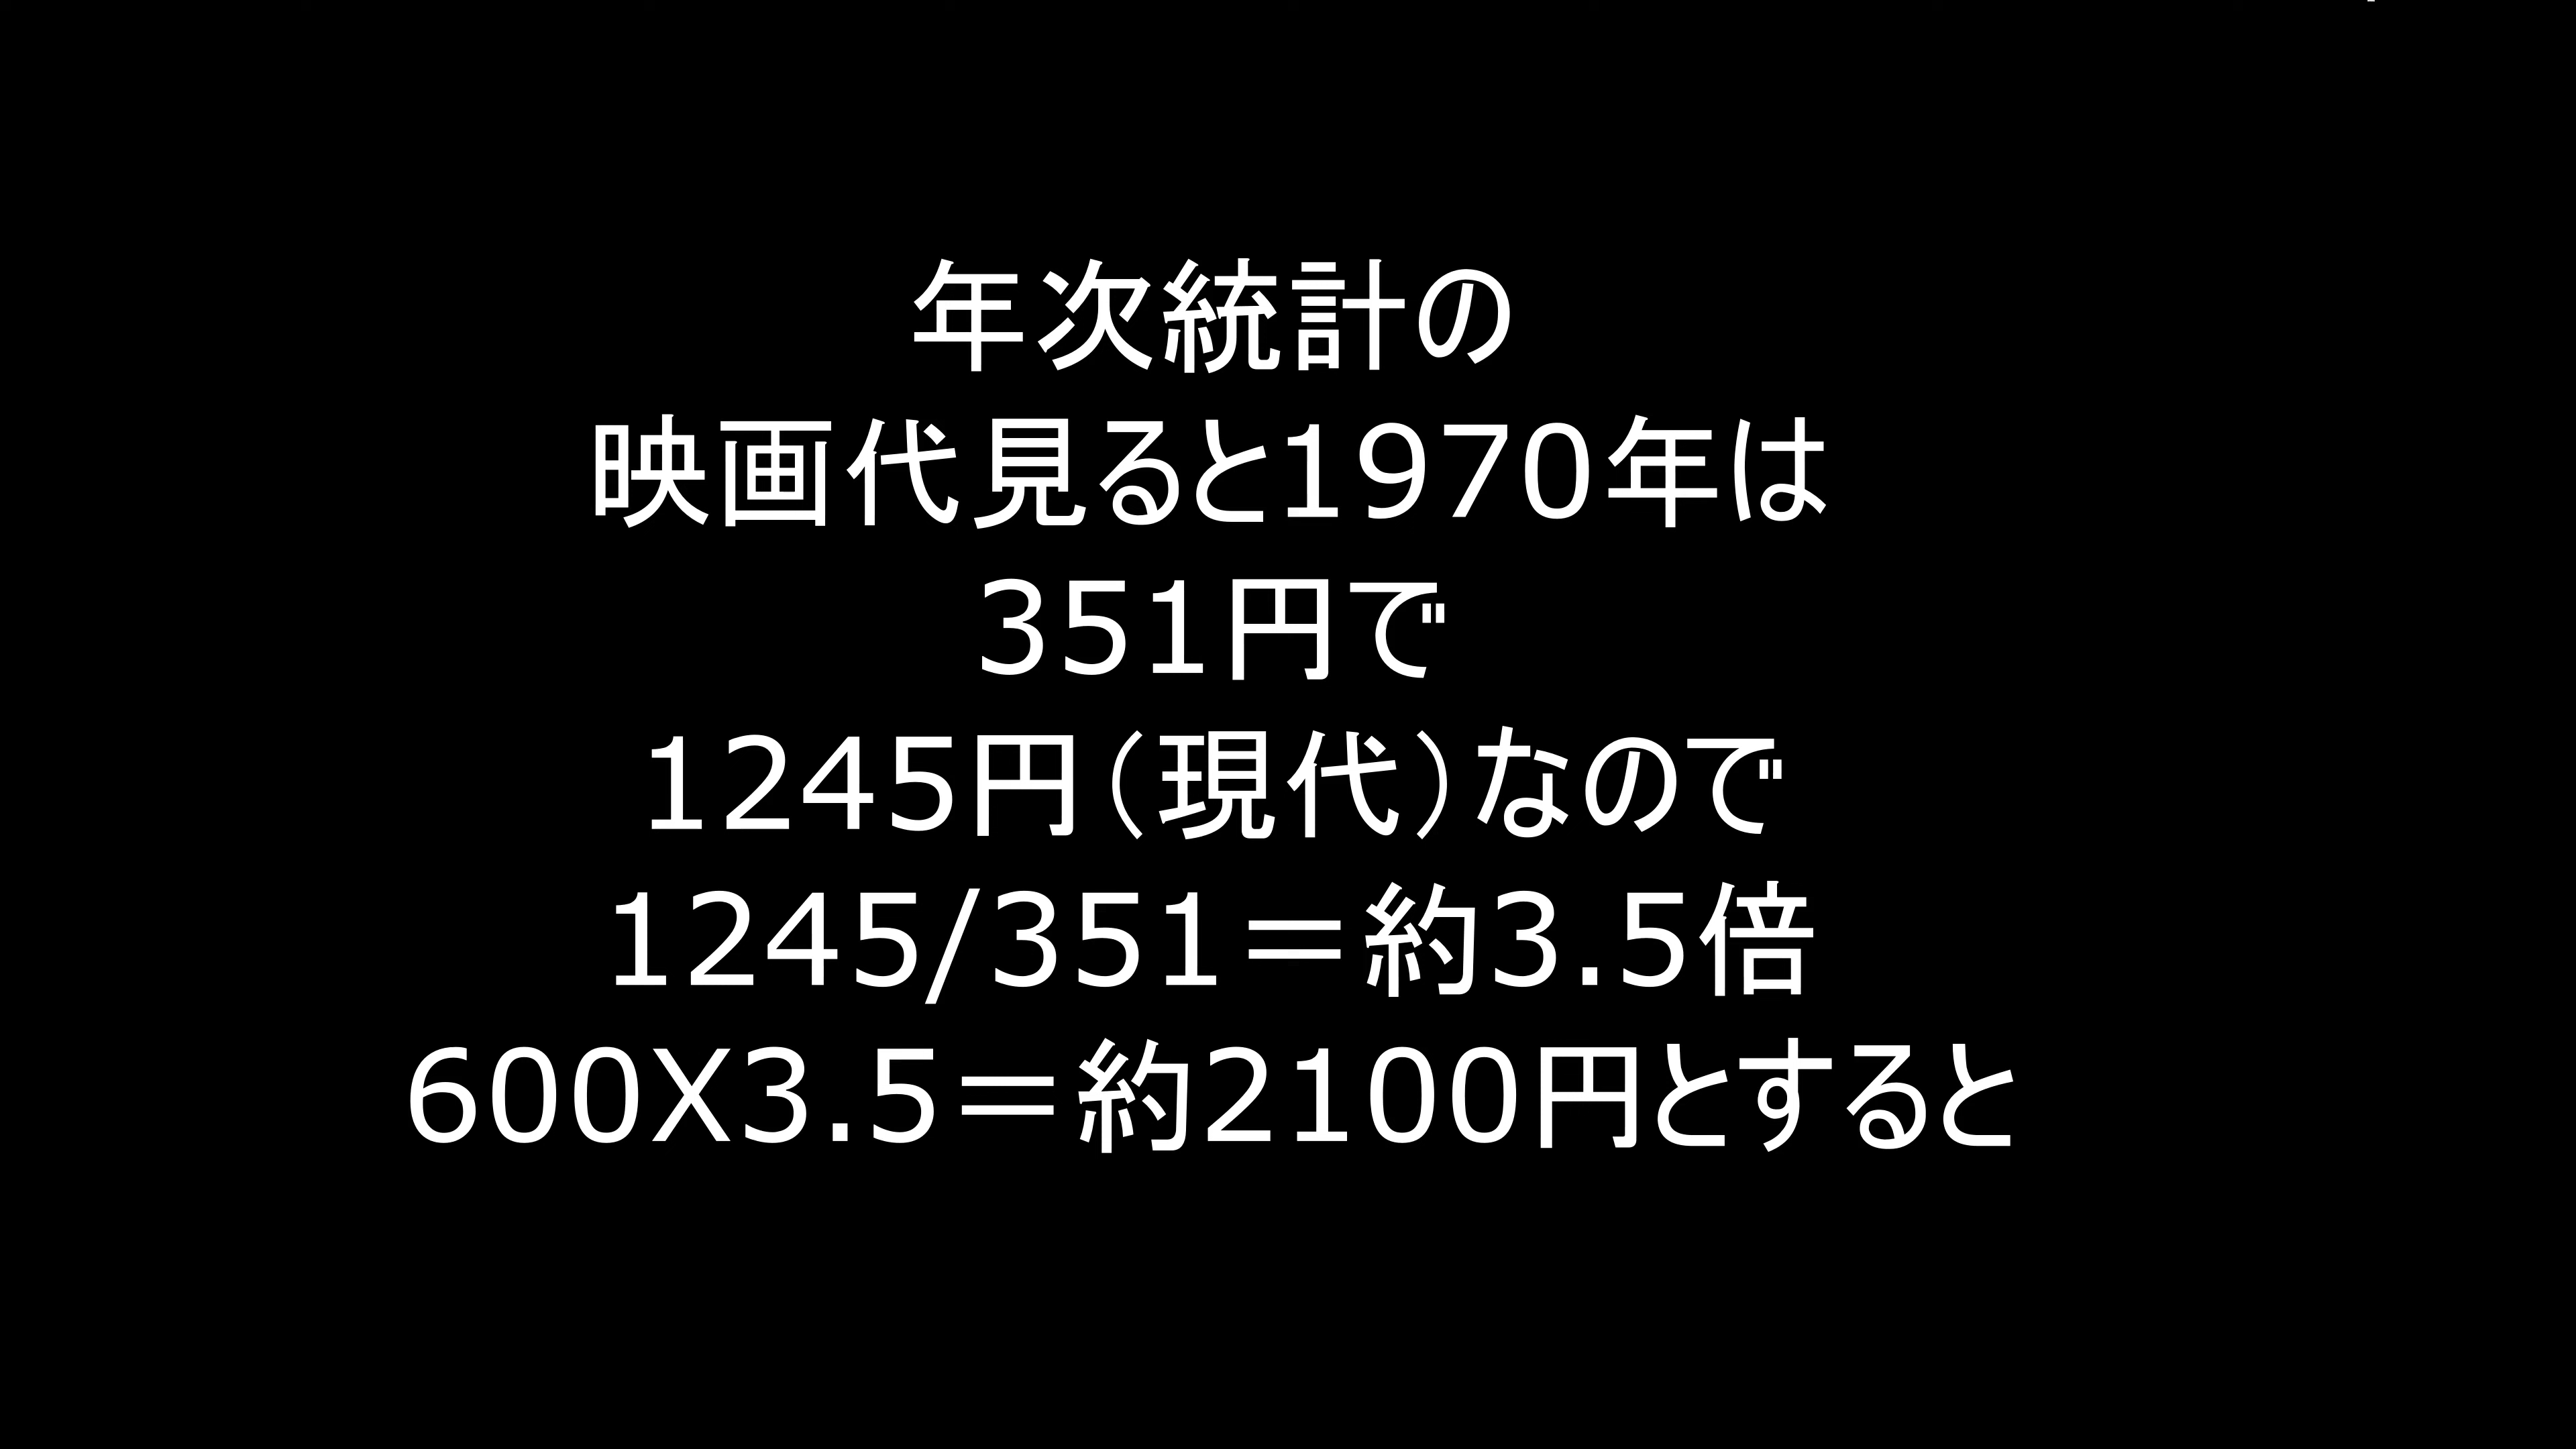 年次統計の
映画代見ると1970年は
351円で
1245円（現代）なので
1245/351＝約3.5倍
600X3.5＝約2100円とすると